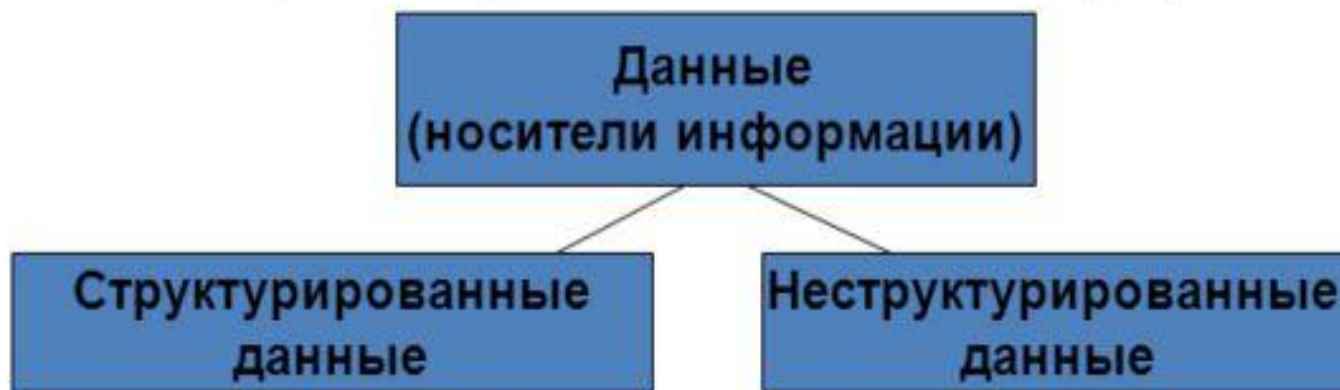 Данные
(носители информации)
Структурированные
данные
Неструктурированные
данные